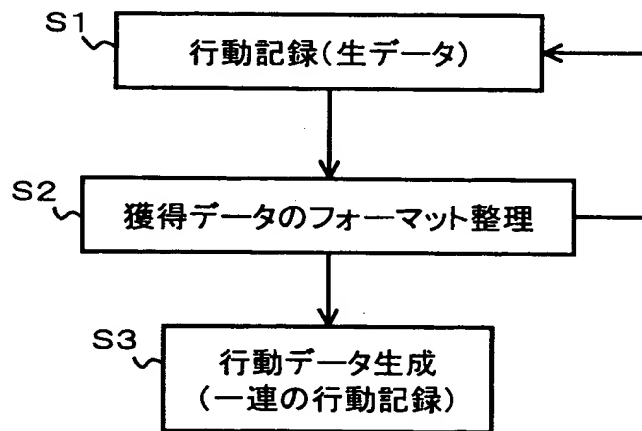 S1
行動記録(生データ)
S2
獲得データのフォーマット整理
S3
行動データ生成
(一連の行動記録)